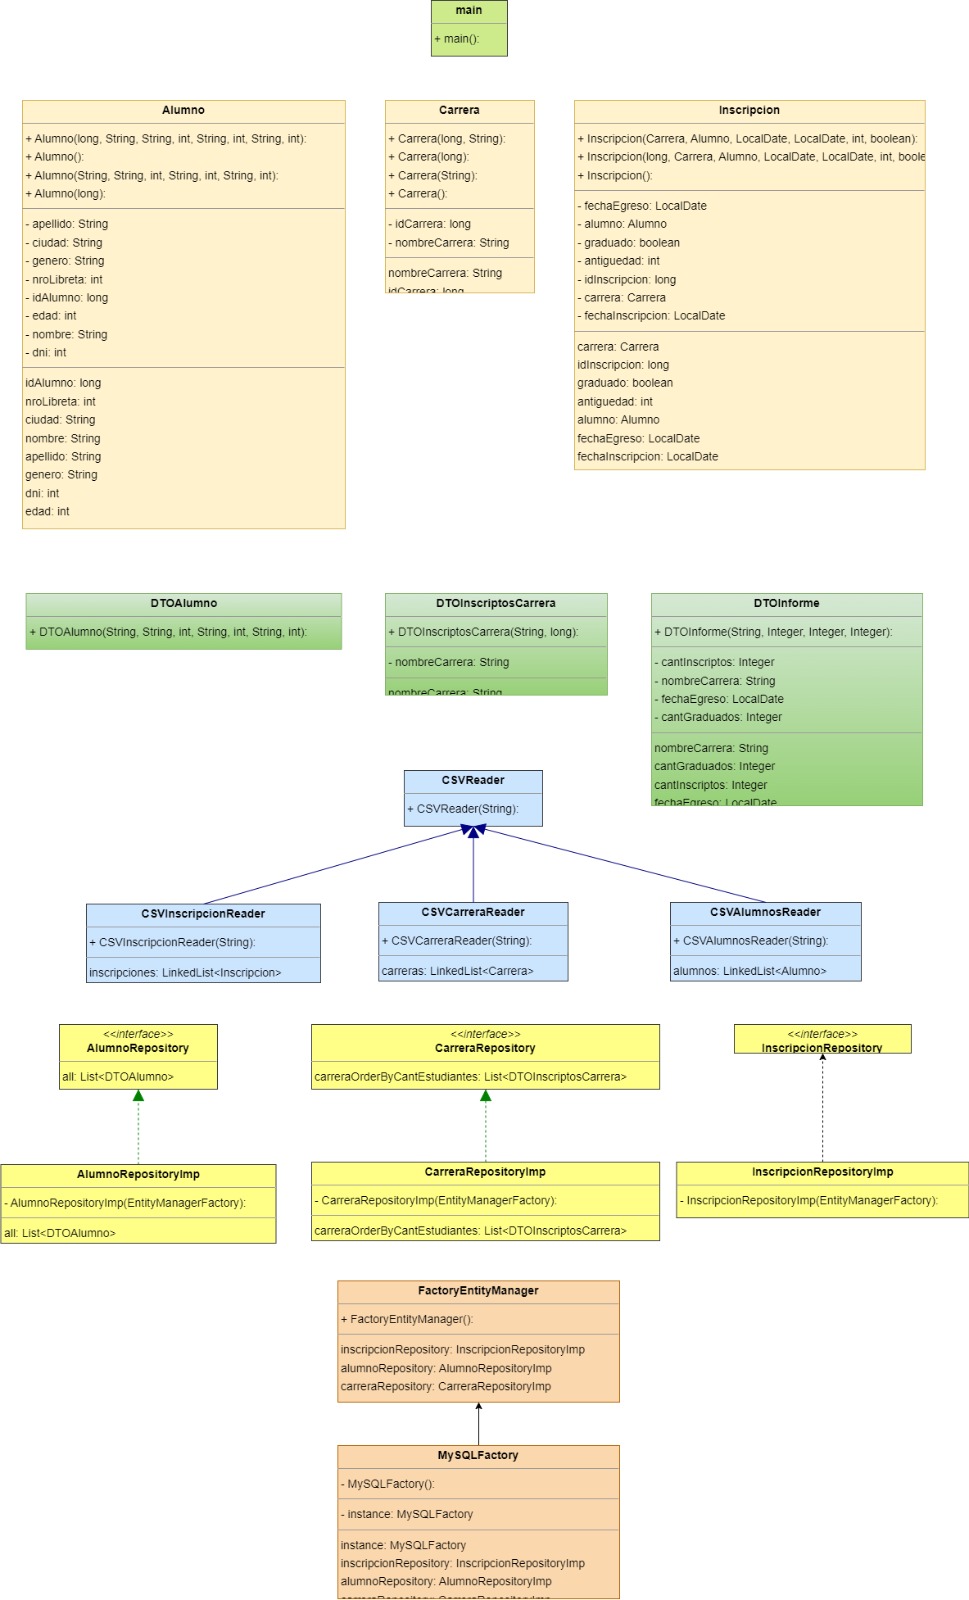 main
+ main():
Alumno
+ Alumno(long, String, String, int, String, int, String, int):
+ Alumno():
+ Alumno(String, String, int, String, int, String, int):
+ Alumno(long):
- apellido: String
- ciudad: String
- genero: String
- nroLibreta: int
- idAlumno: long
- edad: int
- nombre: String
- dni: int
idAlumno: long
nroLibreta: int
ciudad: String
nombre: String
apellido: String
genero: String
dni: int
edad: int
Carrera
+ Carrera(long, String):
+ Carrera(long):
+ Carrera(String):
+ Carrera():
- idCarrera: long
- nombreCarrera: String
nombreCarrera: String
idCarrera: long
Inscripcion
+ Inscripcion(Carrera, Alumno, LocalDate, LocalDate, int, boolean):
+ Inscripcion(long, Carrera, Alumno, LocalDate, LocalDate, int, boole
+ Inscripcion():
- fechaEgreso: LocalDate
- alumno: Alumno
- graduado: boolean
- antiguedad: int
- idInscripcion: long
- carrera: Carrera
- fechaInscripcion: LocalDate
carrera: Carrera
idInscripcion: long
graduado: boolean
antiguedad: int
alumno: Alumno
fechaEgreso: LocalDate
fechaInscripcion: LocalDate
DTOAlumno
+ DTOAlumno(String, String, int, String, int, String, int):
DTOInscriptosCarrera
+ DTOInscriptosCarrera(String, long):
- nombreCarrera: String
nombreCarrera: String
DTOInforme
+ DTOInforme(String, Integer, Integer, Integer):
- cantInscriptos: Integer
- nombreCarrera: String
- fechaEgreso: LocalDate
- cantGraduados: Integer
nombreCarrera: String
cantGraduados: Integer
cantInscriptos: Integer
fechaEgreso: LocalDate
CSVReader
+ CSVReader(String):
CSVInscripcionReader
+ CSVInscripcionReader(String):
inscripciones: LinkedList<Inscripcion>
CSVCarreraReader
+ CSVCarreraReader(String):
carreras: LinkedList<Carrera>
CSVAlumnosReader
+ CSVAlumnosReader(String):
alumnos: LinkedList<Alumno>
<<interface>>
AlumnoRepository
all: List<DTOAlumno>
<<interface>>
CarreraRepository
carreraOrderByCantEstudiantes: List<DTOInscriptosCarrera>
<<interface>>
InscripcionRepository
AlumnoRepositoryImp
- AlumnoRepositoryImp(EntityManagerFactory):
all: List<DTOAlumno>
CarreraRepositoryImp
- CarreraRepositoryImp(EntityManagerFactory):
carreraOrderByCantEstudiantes: List<DTOInscriptosCarrera>
InscripcionRepositoryImp
- InscripcionRepositoryImp(EntityManagerFactory):
FactoryEntityManager
+ FactoryEntityManager():
inscripcionRepository: InscripcionRepositoryImp
alumnoRepository: AlumnoRepositoryImp
carreraRepository: CarreraRepositoryImp
MySQLFactory
- MySQLFactory():
- instance: MySQLFactory
instance: MySQLFactory
inscripcionRepository: InscripcionRepositoryImp
alumnoRepository: AlumnoRepositoryImp
carreraRepository: CarreraRepositoryImp